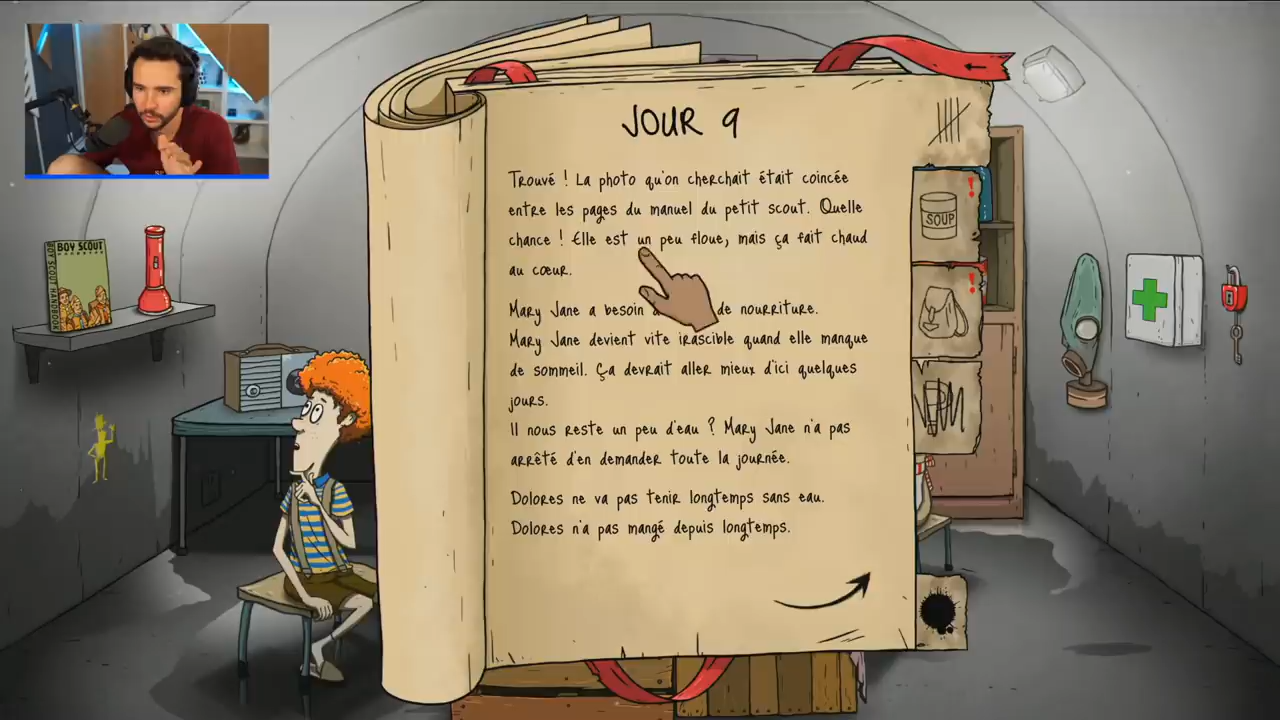 JOUR 9
Trouvé ! La photo qu'on cherchait était coincée
entre les pages du manuel du petit scout. Quelle
chance ! Elle est un peu floue, mais ça fait chaud
au cœur.
Mary Jane a besoin de nourriture.
Mary Jane devient vite irascible quand elle manque
de sommeil. Ça devrait aller mieux d'ici quelques
jours.
Il nous reste un peu d'eau ? Mary Jane n'a pas
arrêté d'en demander toute la journée.
Dolores ne va pas tenir longtemps sans eau.
Dolores n'a pas mangé depuis longtemps.
SOUP
!
!
BOY SCOUT
BOY SCOUT HANDBOOK